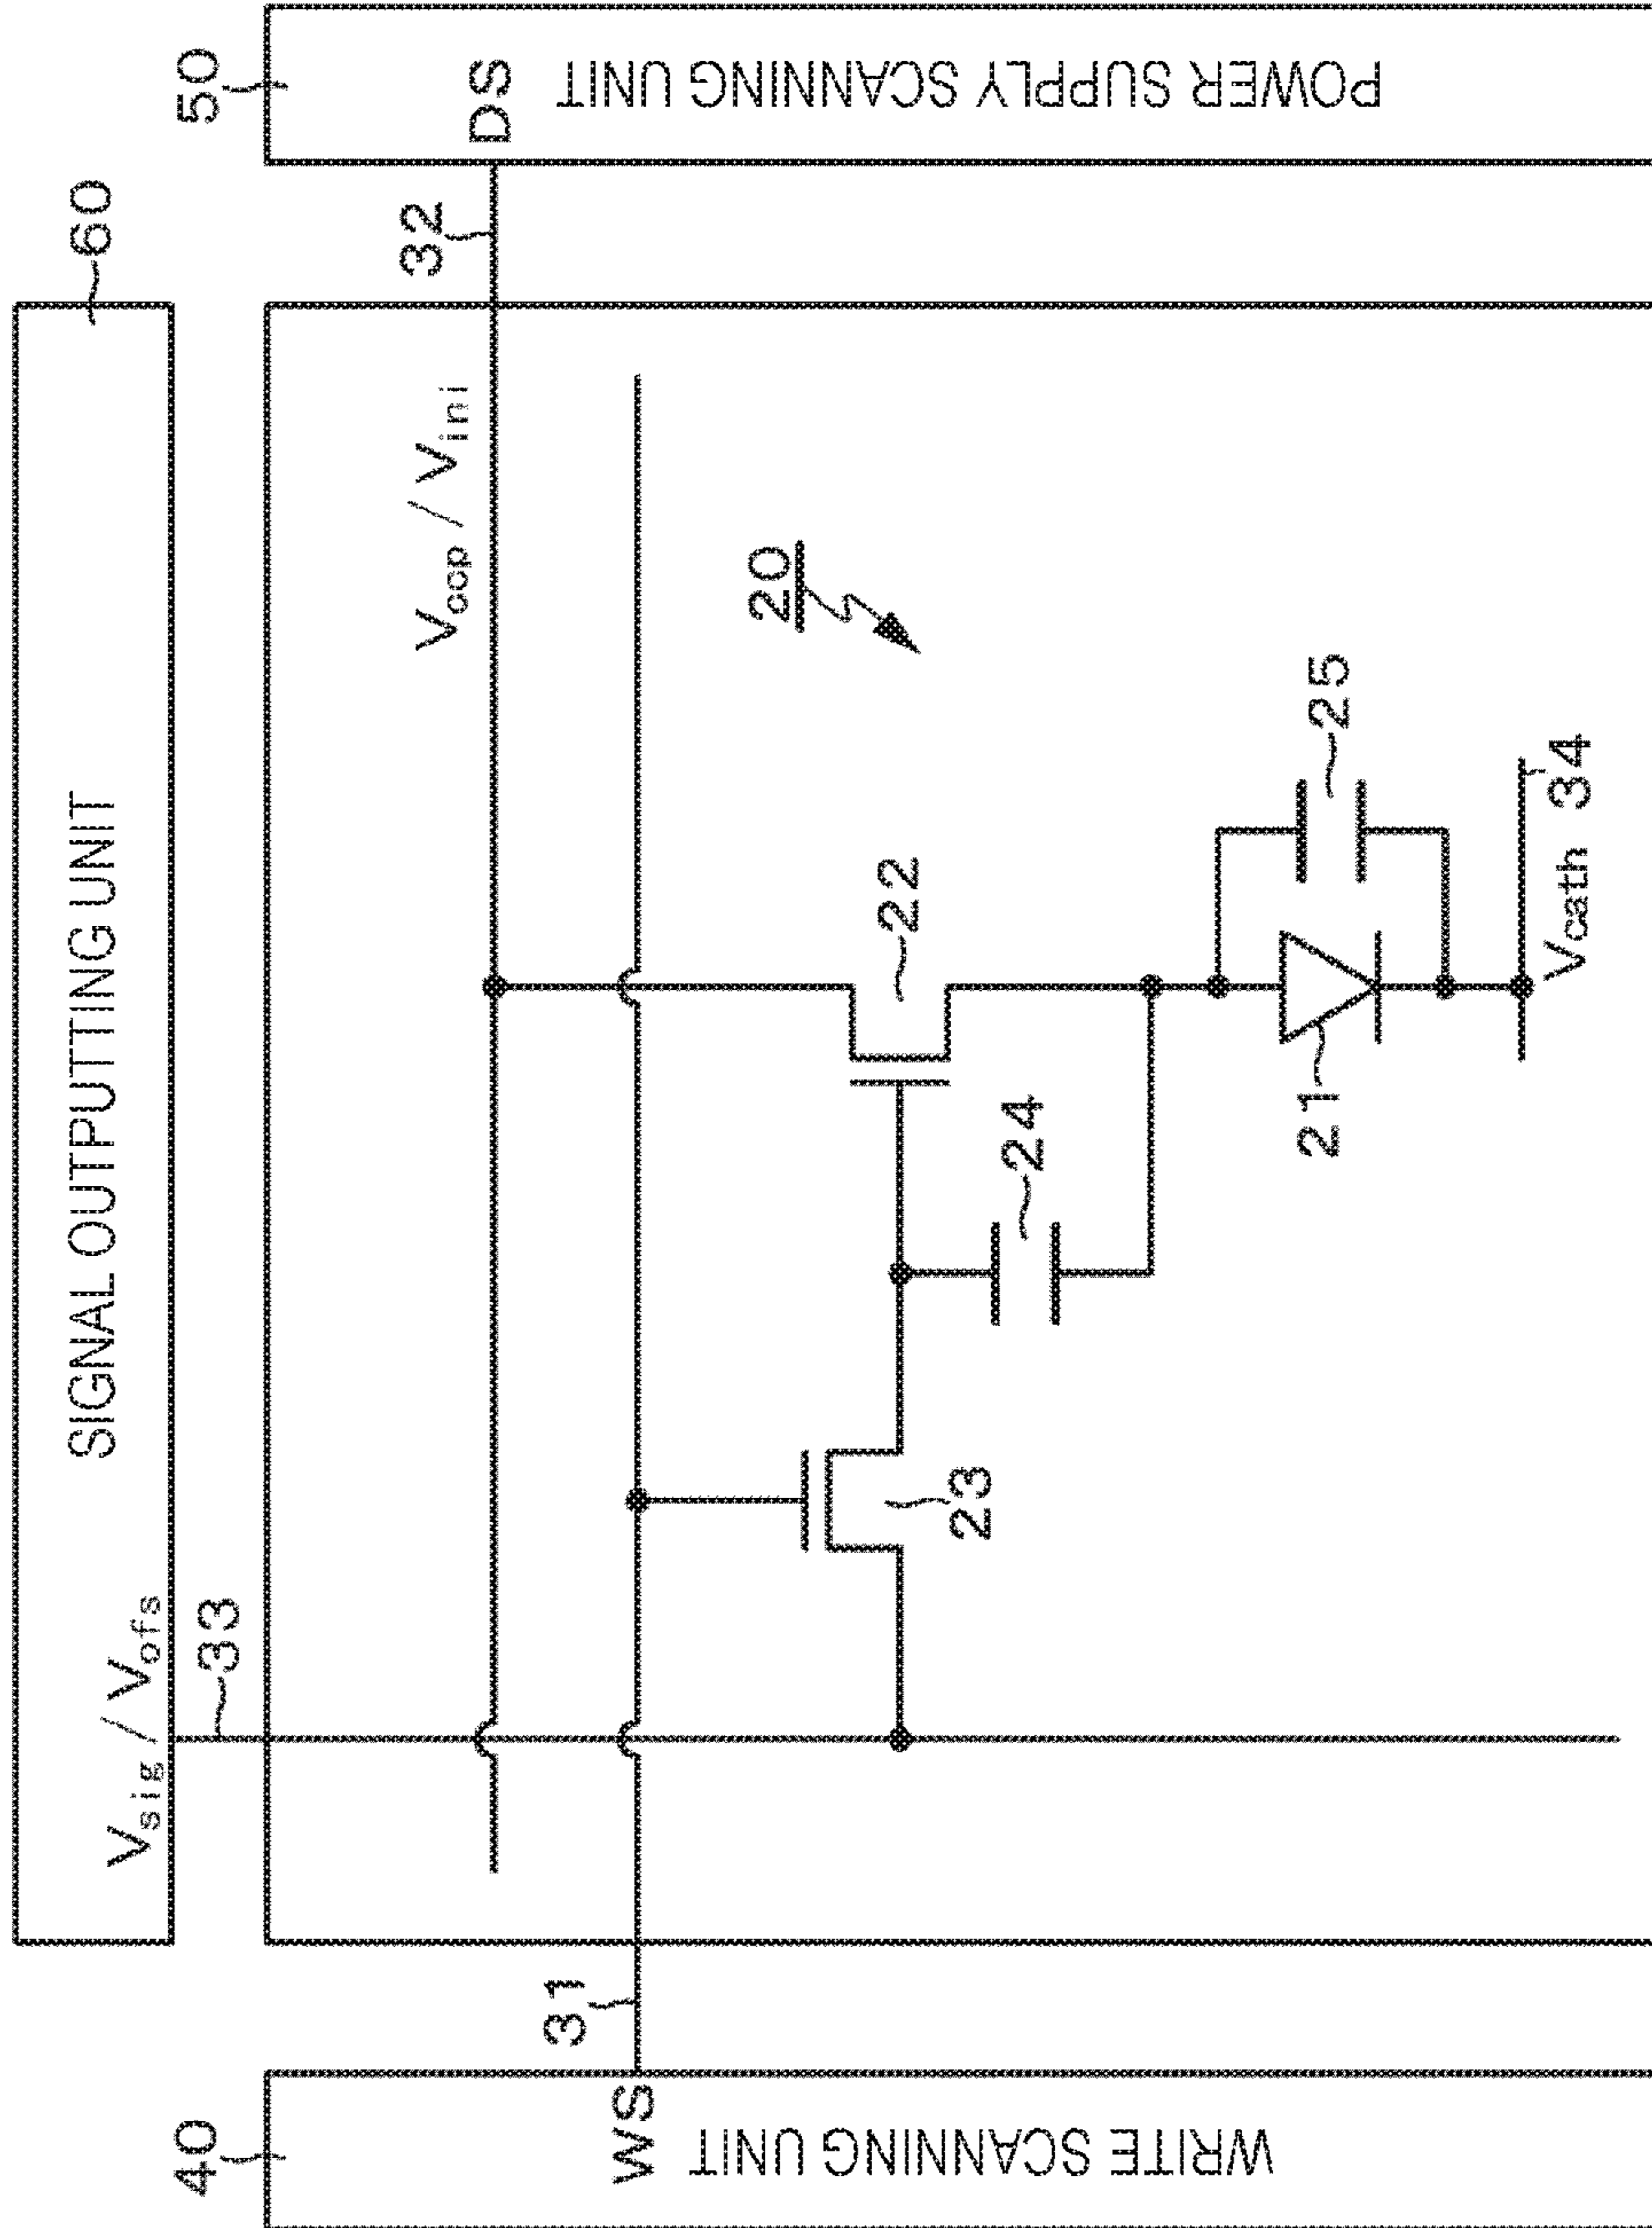 60
SIGNAL OUTPUTTING UNIT
Vsig / Vofs
33
40
WRITE SCANNING UNIT
WS
31
50
POWER SUPPLY SCANNING UNIT
DS
32
Vccp / Vini
20
22
23
24
25
21
Vcath 34